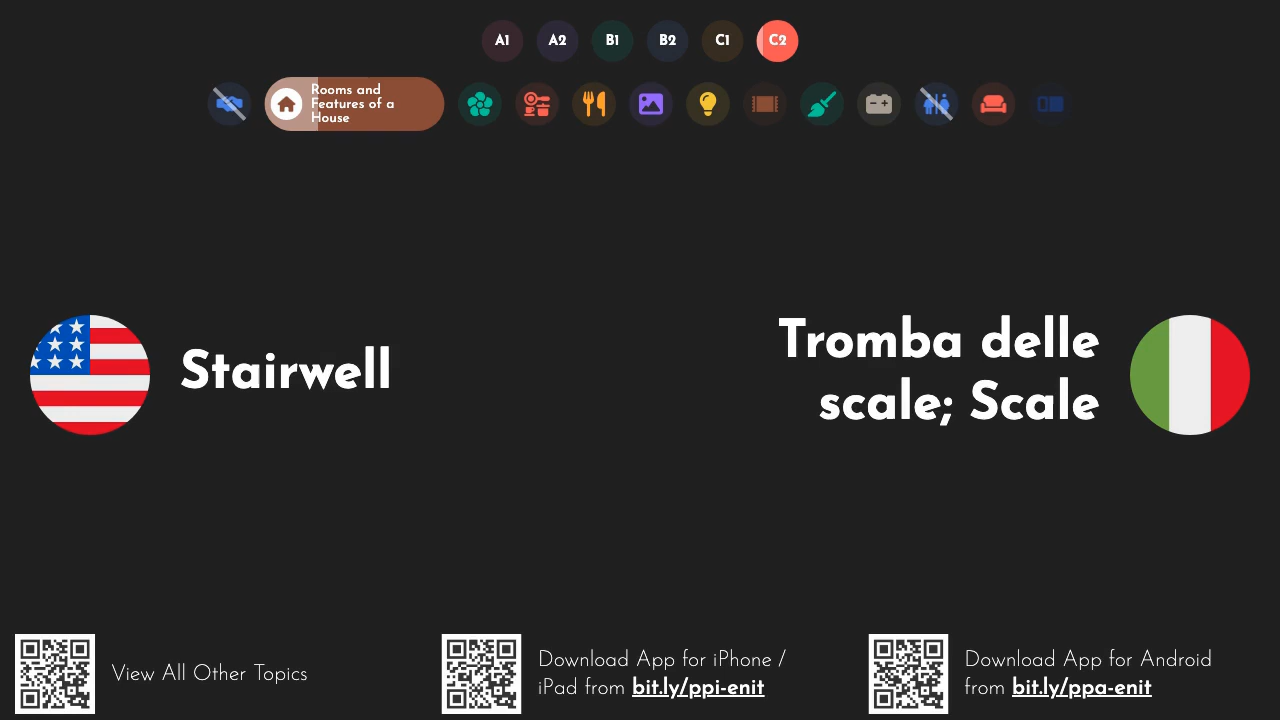 A1
A2
B1
B2
C1
C2
Rooms and
Features of a
House
Stairwell
Tromba delle
scale; Scale
View All Other Topics
Download App for iPhone /
iPad from bit.ly/ppi-enit
Download App for Android
from bit.ly/ppa-enit